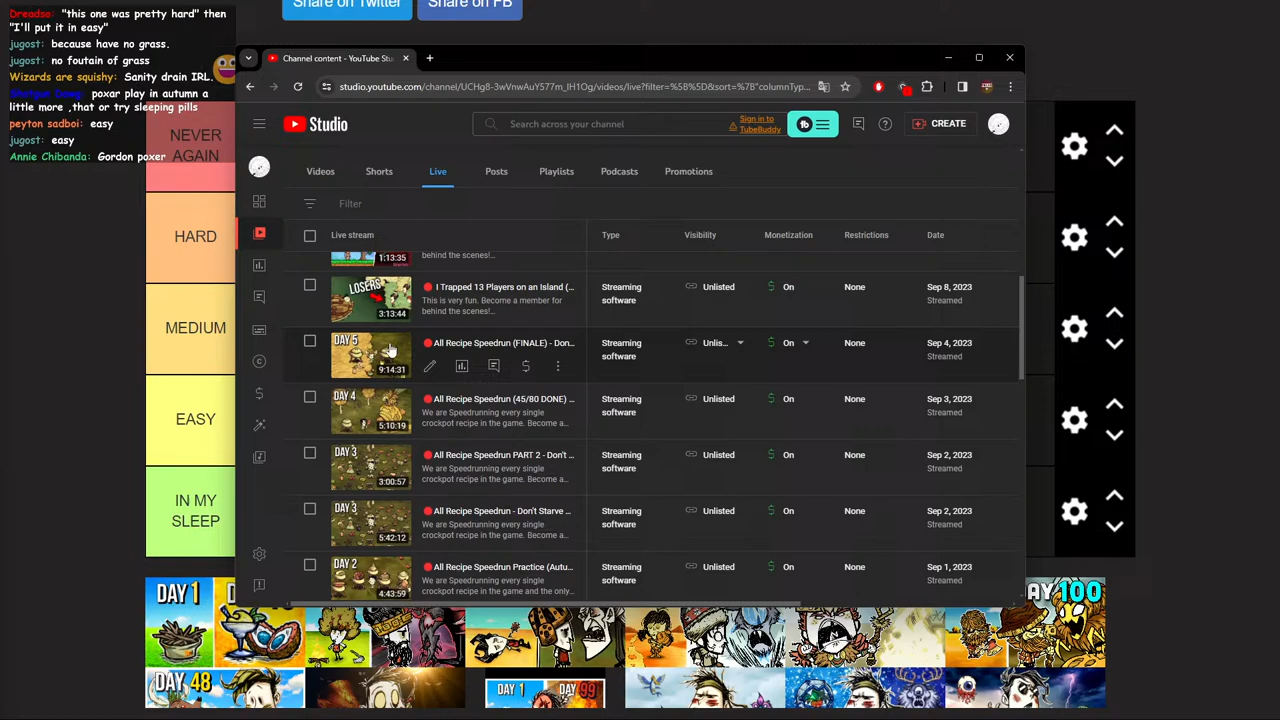 Share on Twitter
Share on FB
Dreadso: "this one was pretty hard" then
"I'll put it in easy"
jugost: because have no grass.
jugost: no foutain of grass
Wizards are squishy: Sanity drain IRL.
poxar play in autumn a
little more ,that or try sleeping pills
peyton sadboi: easy
jugost: easy
Annie Chibanda: Gordon poxer
NEVER
AGAIN
HARD
MEDIUM
EASY
IN MY
SLEEP
Channel content - YouTube Stu
studio.youtube.com/channel/UCHg8-3wVnwAuY577m_IH1Og/videos/live?filter=%5B%5D&sort=%7B"columnTyp...
Studio
Search across your channel
Sign in to
TubeBuddy
tb
CREATE
Videos
Shorts
Live
Posts
Playlists
Podcasts
Promotions
Filter
Live stream
Type
Visibility
Monetization
Restrictions
Date
1:13:35
behind the scenes!...
LOSERS
3:13:44
I Trapped 13 Players on an Island (...
This is very fun. Become a member for
behind the scenes!...
Streaming
software
Unlisted
On
None
Sep 8, 2023
Streamed
DAY 5
9:14:31
All Recipe Speedrun (FINALE) - Don...
Streaming
software
Unlis...
On
None
Sep 4, 2023
Streamed
DAY 4
5:10:19
All Recipe Speedrun (45/80 DONE) ...
We are Speedrunning every single
crockpot recipe in the game. Become a...
Streaming
software
Unlisted
On
None
Sep 3, 2023
Streamed
DAY 3
3:00:57
All Recipe Speedrun PART 2 - Don't ...
We are Speedrunning every single
crockpot recipe in the game. Become a...
Streaming
software
Unlisted
On
None
Sep 2, 2023
Streamed
DAY 3
5:42:12
All Recipe Speedrun - Don't Starve ...
We are Speedrunning every single
crockpot recipe in the game. Become a...
Streaming
software
Unlisted
On
None
Sep 2, 2023
Streamed
DAY 2
4:43:59
All Recipe Speedrun Practice (Autu...
We are Speedrunning every single
crockpot recipe in the game and the only...
Streaming
software
Unlisted
On
None
Sep 1, 2023
Streamed
DAY 1
DAY 100
DAY 48
DAY 1
99